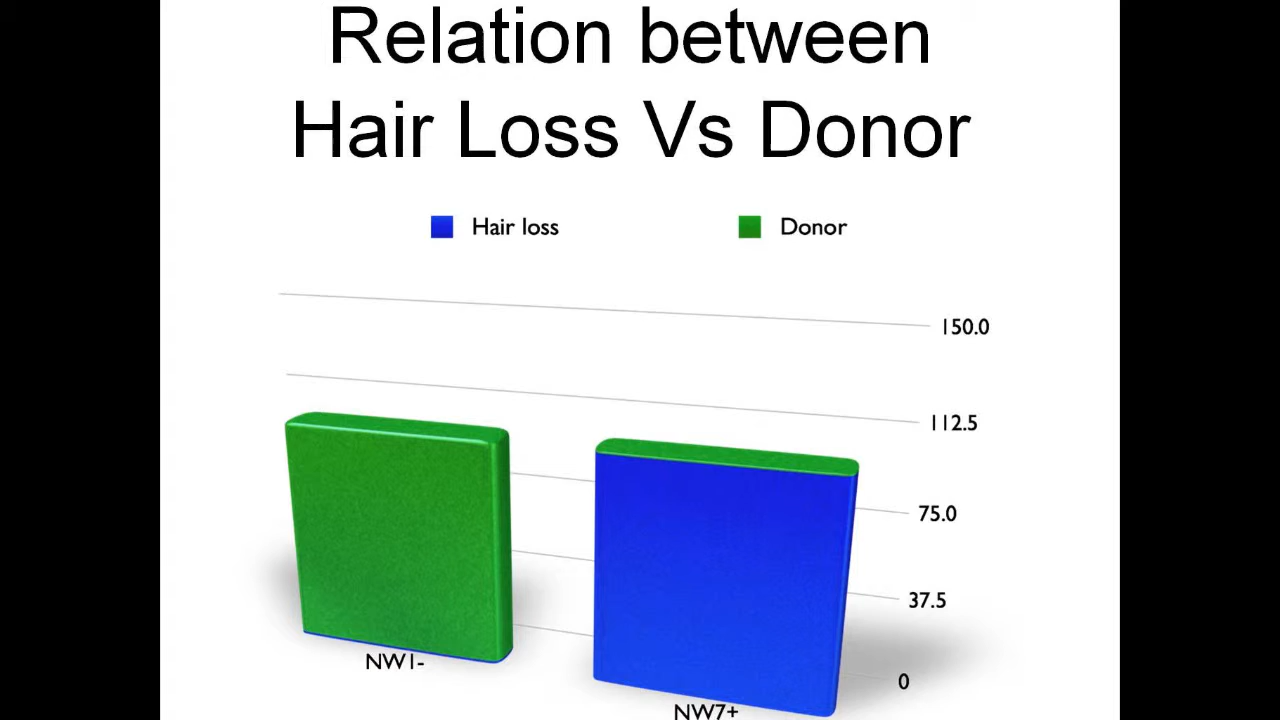 Relation between
Hair Loss Vs Donor
Hair loss
Donor
150.0
112.5
75.0
37.5
0
NW1-
NW7+